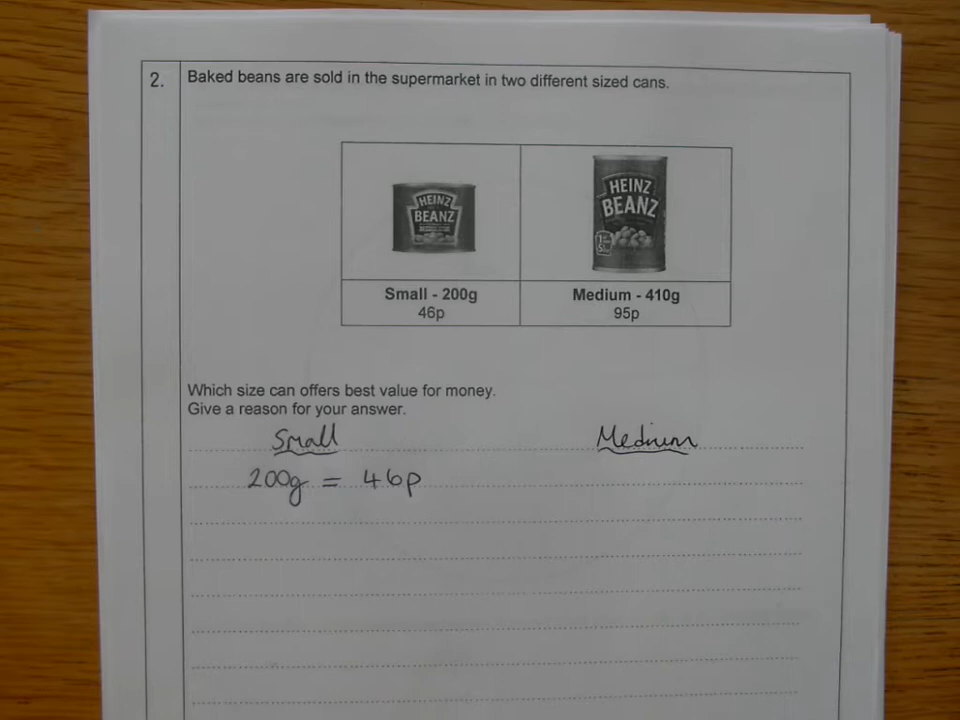 2.
Baked beans are sold in the supermarket in two different sized cans.
HEINZ
BEANZ
HEINZ
BEANZ
Small - 200g
46p
Medium - 410g
95p
Which size can offers best value for money.
Give a reason for your answer.
Small
Medium
200g = 46p